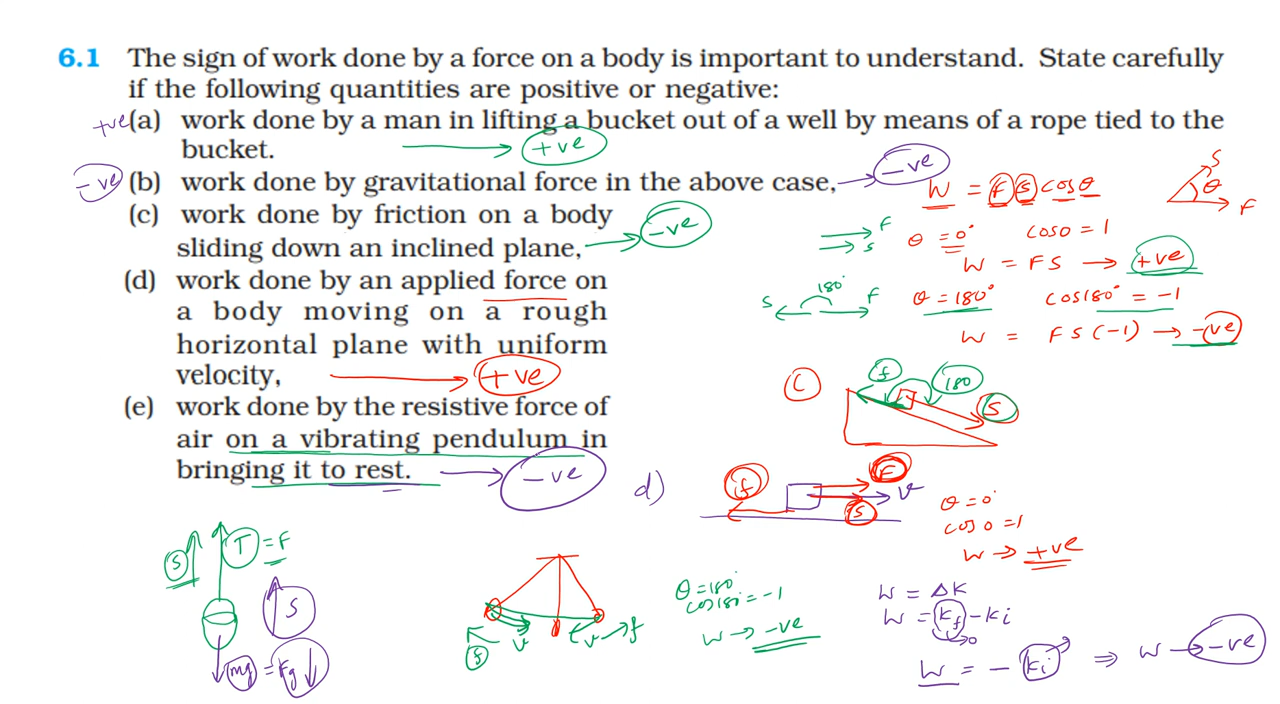 6.1 The sign of work done by a force on a body is important to understand. State carefully
if the following quantities are positive or negative:
+ve (a) work done by a man in lifting a bucket out of a well by means of a rope tied to the
bucket. +ve
-ve (b) work done by gravitational force in the above case, -ve
(c) work done by friction on a body
sliding down an inclined plane, -ve
(d) work done by an applied force on
a body moving on a rough
horizontal plane with uniform
velocity, +ve
(e) work done by the resistive force of
air on a vibrating pendulum in
bringing it to rest. -ve
W = F S cosθ
S
θ
F
F
S
θ = 0° cos0 = 1
W = FS → +ve
S 180° F
θ = 180° cos180° = -1
W = FS(-1) → -ve
C
f 180
S
d)
f F
S v
θ = 0°
cos0 = 1
W → +ve
S T = F
S
mg = Fg
v v f
f
θ = 180°
cos180 = -1
W → -ve
W = ΔK
W = Kf - Ki
0
W = - Ki ⇒ W → -ve